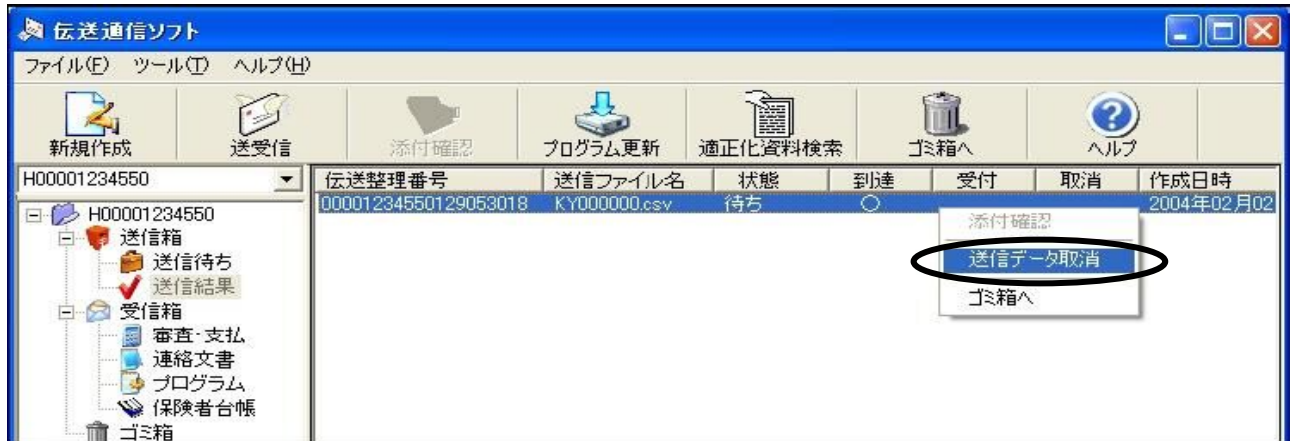 伝送通信ソフト
ファイル(F) ツール(T) ヘルプ(H)
新規作成 送受信 添付確認 プログラム更新 適正化資料検索 ゴミ箱へ ヘルプ
H00001234550 伝送整理番号 送信ファイル名 状態 到達 受付 取消 作成日時
000012345550129053018 KY000000.csv 待ち ○ 2004年02月02
H00001234550
送信箱
送信待ち
送信結果
受信箱
審査・支払
連絡文書
プログラム
保険者台帳
ゴミ箱
添付確認
送信データ取消
ゴミ箱へ